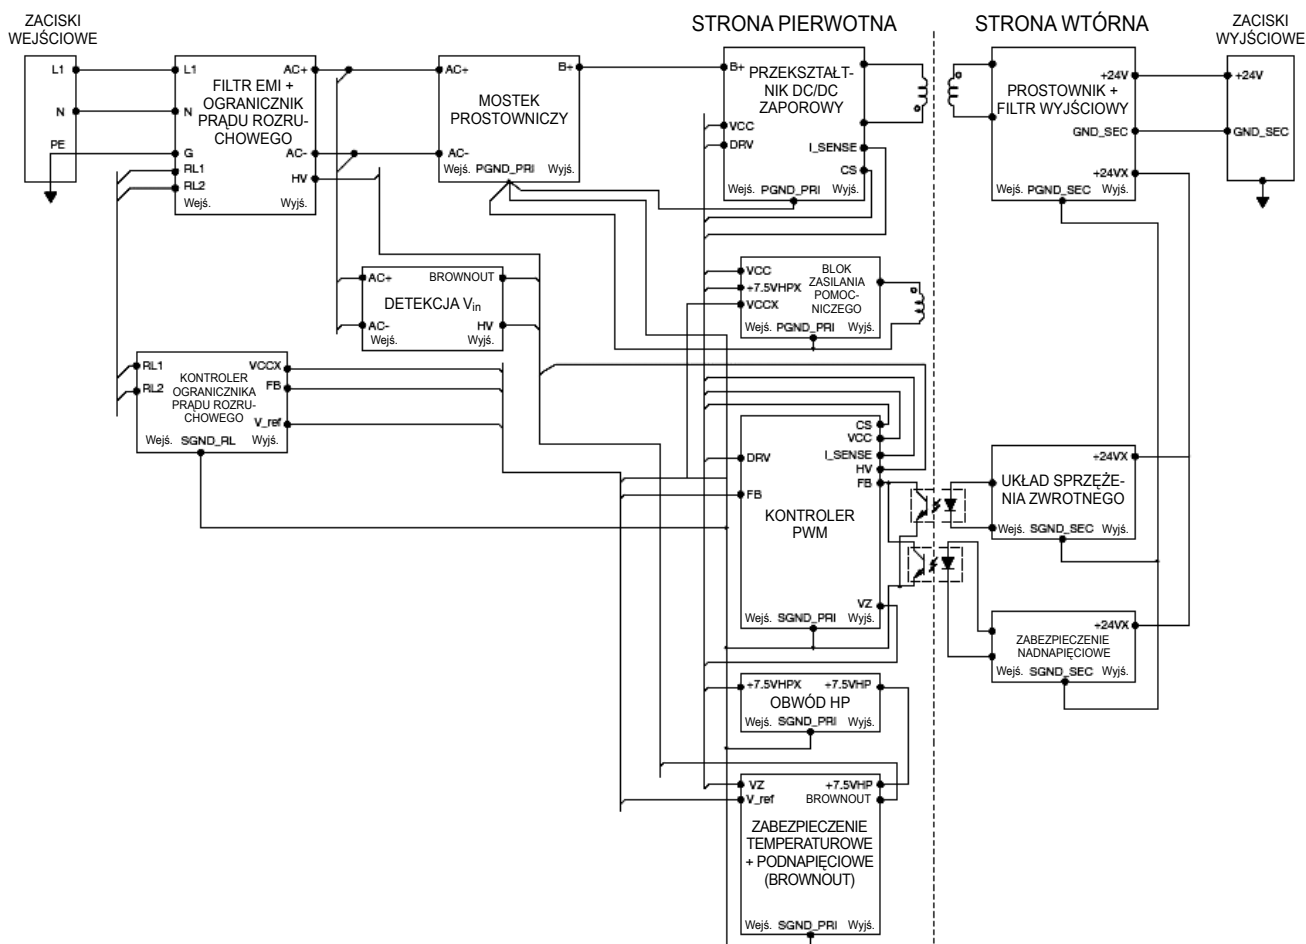 ZACISKI
WEJŚCIOWE
STRONA PIERWOTNA
STRONA WTÓRNA
ZACISKI
WYJŚCIOWE
L1
N
PE
L1
N
G
RL1
RL2
Wejś.
FILTR EMI +
OGRANICZNIK
PRĄDU ROZRU-
CHOWEGO
AC+
AC-
HV
Wyjś.
AC+
AC-
B+
MOSTEK
PROSTOWNICZY
Wejś. PGND_PRI Wyjś.
B+
PRZEKSZTAŁT-
NIK DC/DC
ZAPOROWY
VCC
DRV
I_SENSE
CS
Wejś. PGND_PRI Wyjś.
PROSTOWNIK +
FILTR WYJŚCIOWY
+24V
GND_SEC
+24VX
Wejś. PGND_SEC Wyjś.
+24V
GND_SEC
AC+
BROWNOUT
DETEKCJA Vin
AC-
HV
Wejś.
Wyjś.
VCC
+7.5VHPX
VCCX
BLOK
ZASILANIA
POMOC-
NICZEGO
Wejś. PGND_PRI Wyjś.
RL1
RL2
VCCX
FB
V_ref
KONTROLER
OGRANICZNIKA
PRĄDU ROZRU-
CHOWEGO
Wejś. SGND_RL Wyjś.
CS
VCC
I_SENSE
HV
FB
DRV
FB
KONTROLER
PWM
VZ
Wejś. SGND_PRI Wyjś.
+24VX
UKŁAD SPRZĘŻE-
NIA ZWROTNEGO
Wejś. SGND_SEC Wyjś.
+24VX
ZABEZPIECZENIE
NADNAPIĘCIOWE
Wejś. SGND_SEC Wyjś.
+7.5VHPX +7.5VHP
OBWÓD HP
Wejś. SGND_PRI Wyjś.
VZ
+7.5VHP
V_ref
BROWNOUT
ZABEZPIECZENIE
TEMPERATUROWE
+ PODNAPIĘCIOWE
(BROWNOUT)
Wejś. SGND_PRI Wyjś.